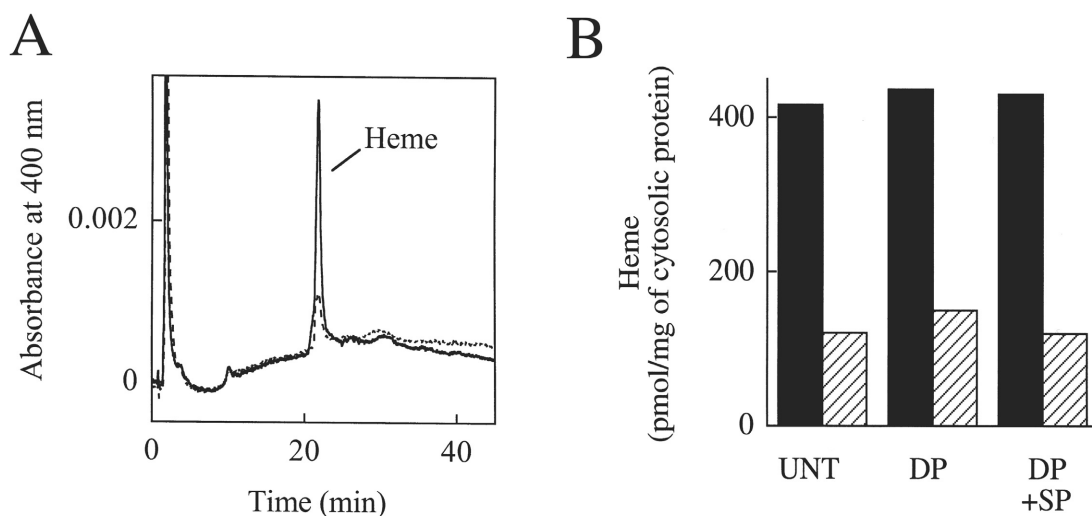 A
Absorbance at 400 nm
0.002
0
Heme
0
20
40
Time (min)
B
Heme
(pmol/mg of cytosolic protein)
400
200
0
UNT
DP
DP
+SP